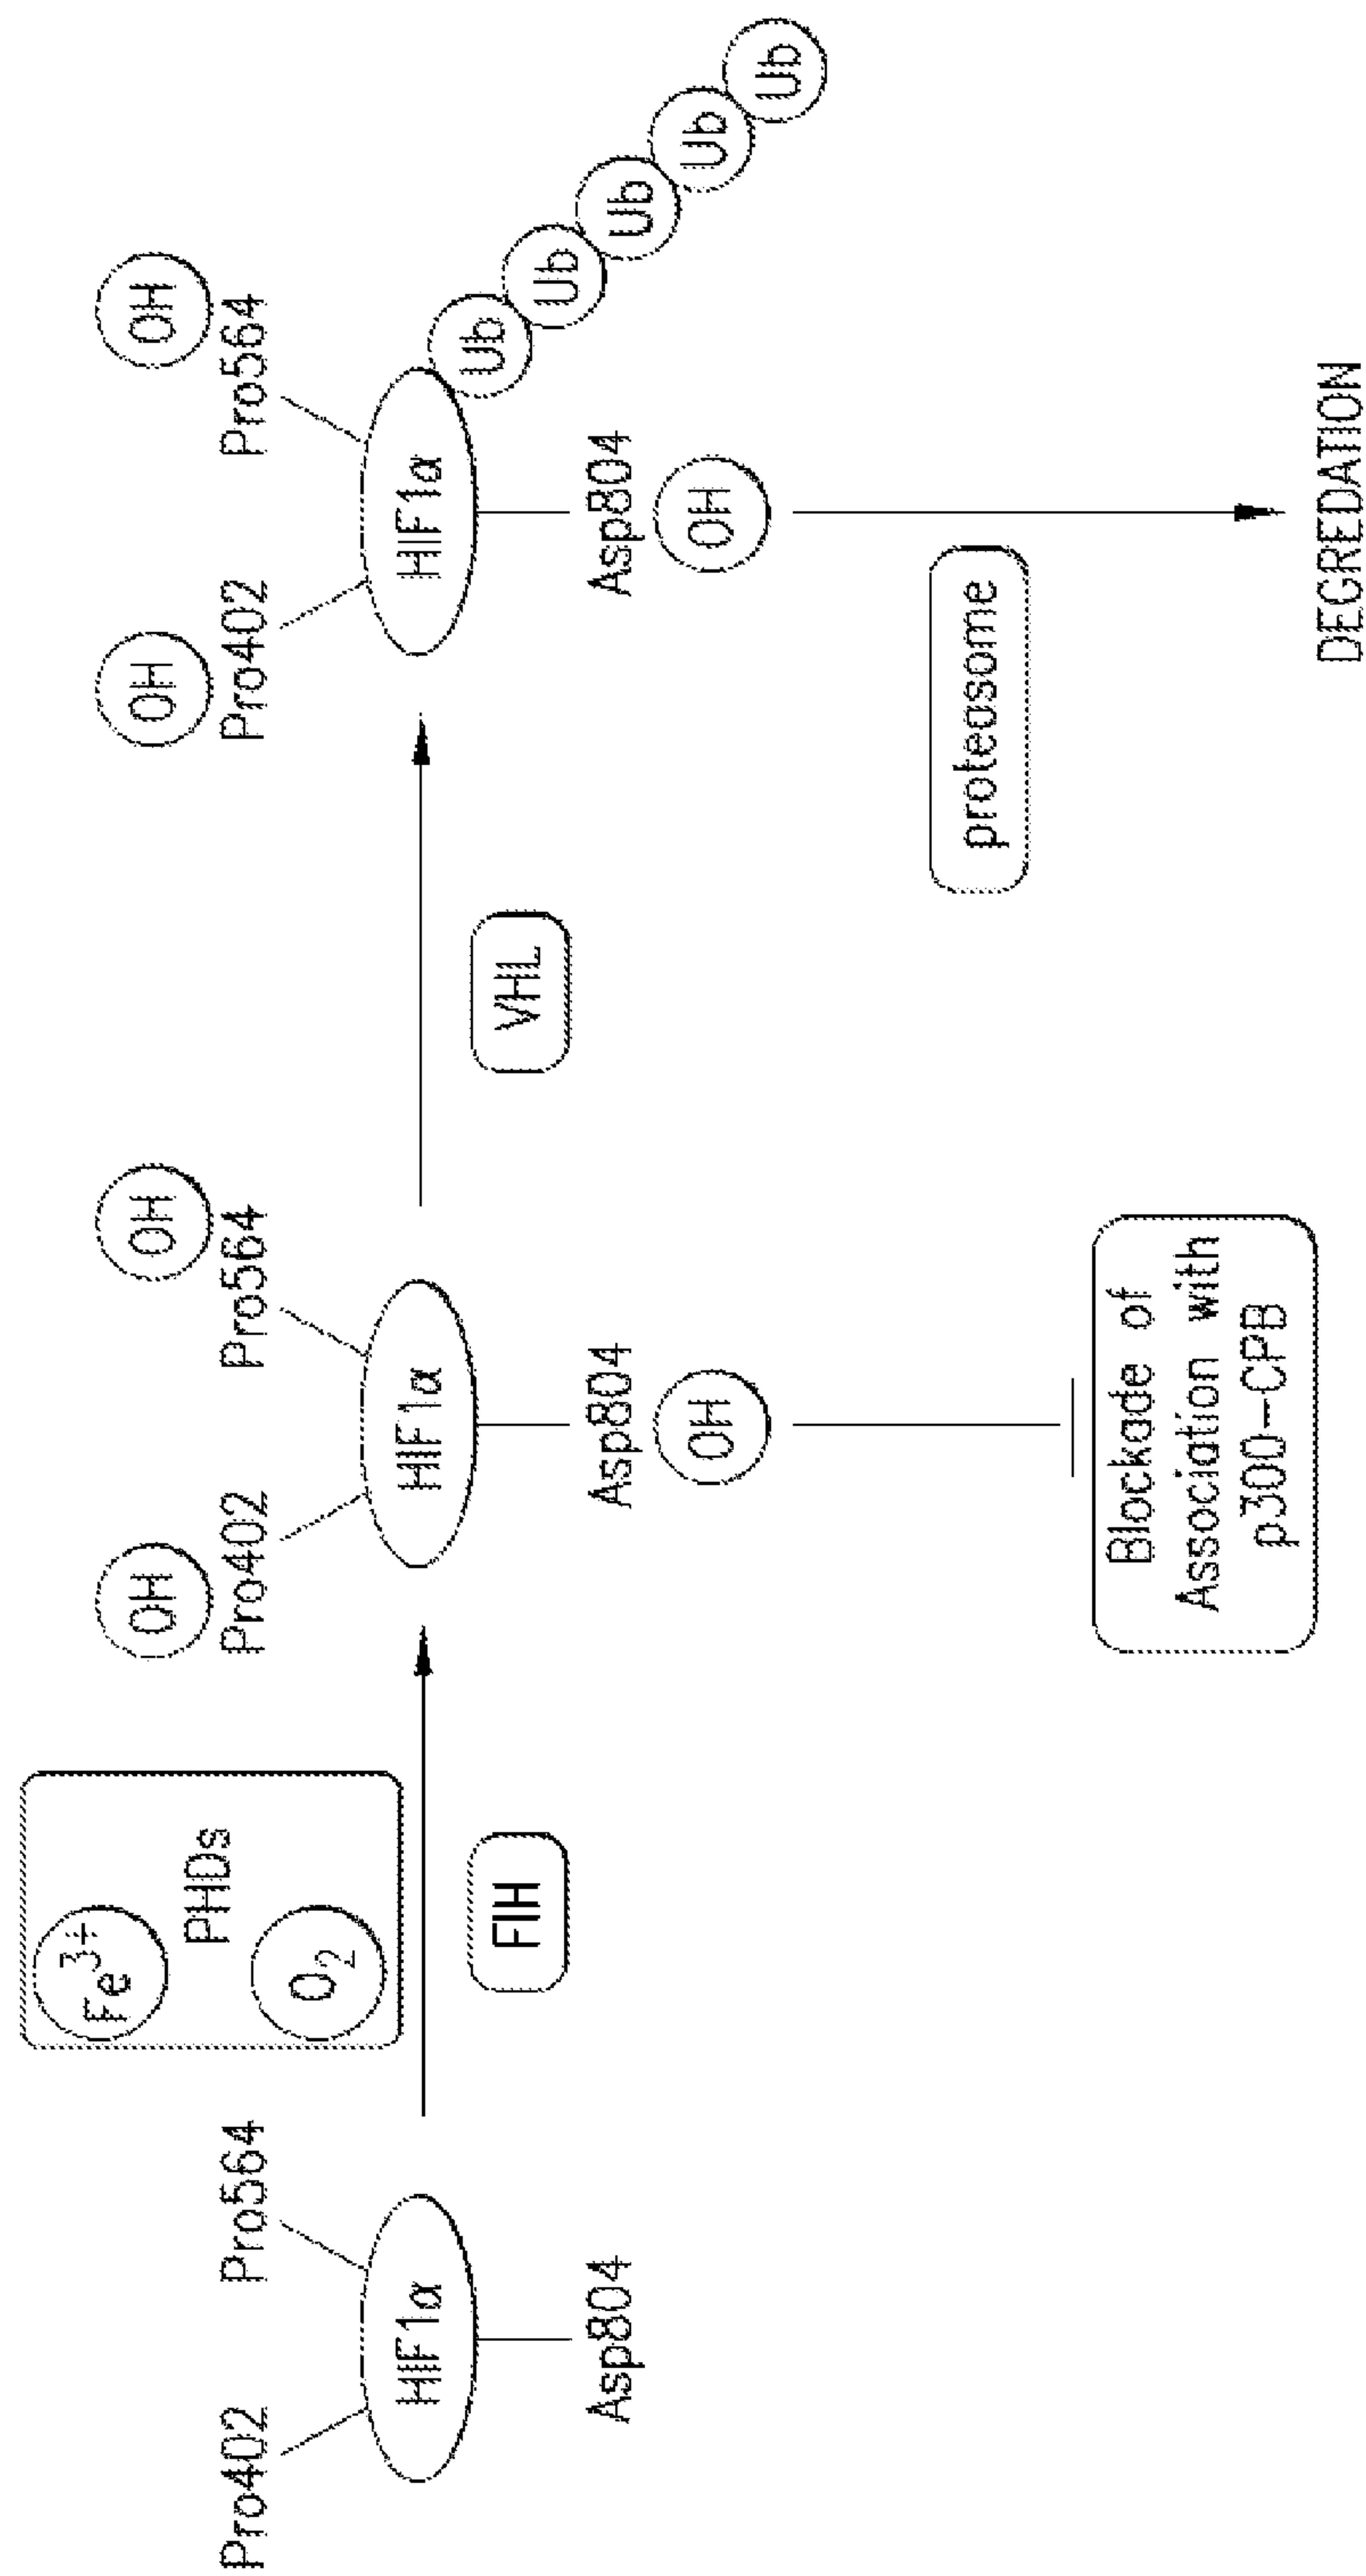 Pro402
Pro564
HIF1α
Asp804
Fe³⁺
PHDs
O₂
FIH
OH
OH
Pro402
Pro564
HIF1α
Asp804
OH
Blockade of
Association with
p300-CPB
VHL
OH
OH
Pro402
Pro564
HIF1α
Ub
Ub
Ub
Ub
Ub
Asp804
OH
proteosome
DEGREDATION